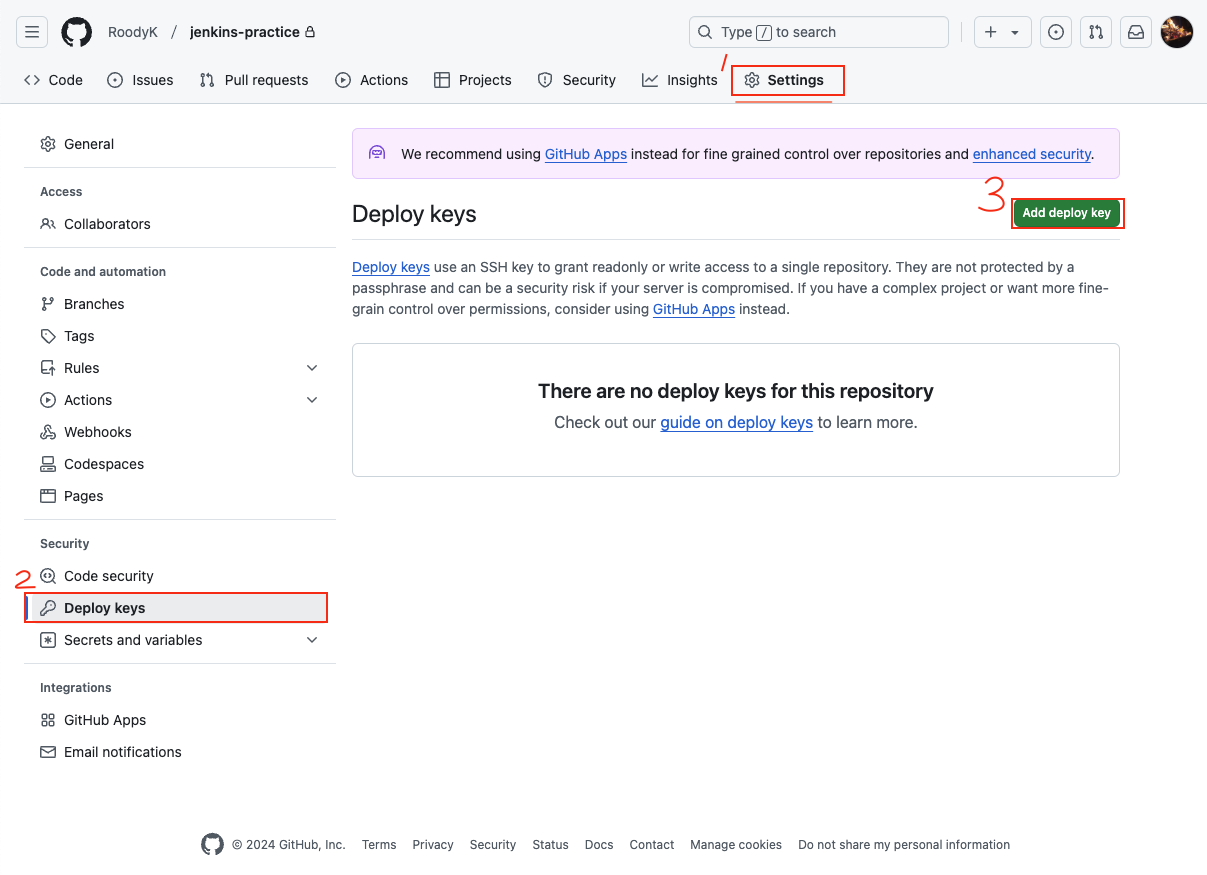 RoodyK / jenkins-practice
Type / to search
Code Issues Pull requests Actions Projects Security Insights 1 Settings
General
Access
Collaborators
Code and automation
Branches
Tags
Rules
Actions
Webhooks
Codespaces
Pages
Security
Code security
2
Deploy keys
Secrets and variables
Integrations
GitHub Apps
Email notifications
We recommend using GitHub Apps instead for fine grained control over repositories and enhanced security.
Deploy keys
3
Add deploy key
Deploy keys use an SSH key to grant readonly or write access to a single repository. They are not protected by a
passphrase and can be a security risk if your server is compromised. If you have a complex project or want more fine-
grain control over permissions, consider using GitHub Apps instead.
There are no deploy keys for this repository
Check out our guide on deploy keys to learn more.
© 2024 GitHub, Inc. Terms Privacy Security Status Docs Contact Manage cookies Do not share my personal information